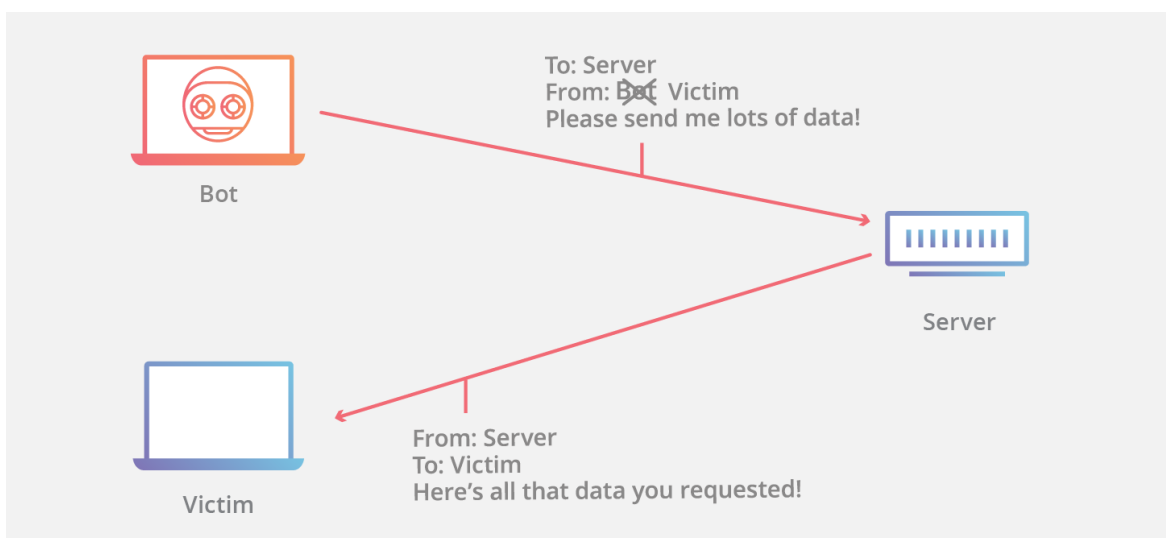 To: Server
From: Bot Victim
Please send me lots of data!
Bot
Server
From: Server
To: Victim
Here's all that data you requested!
Victim